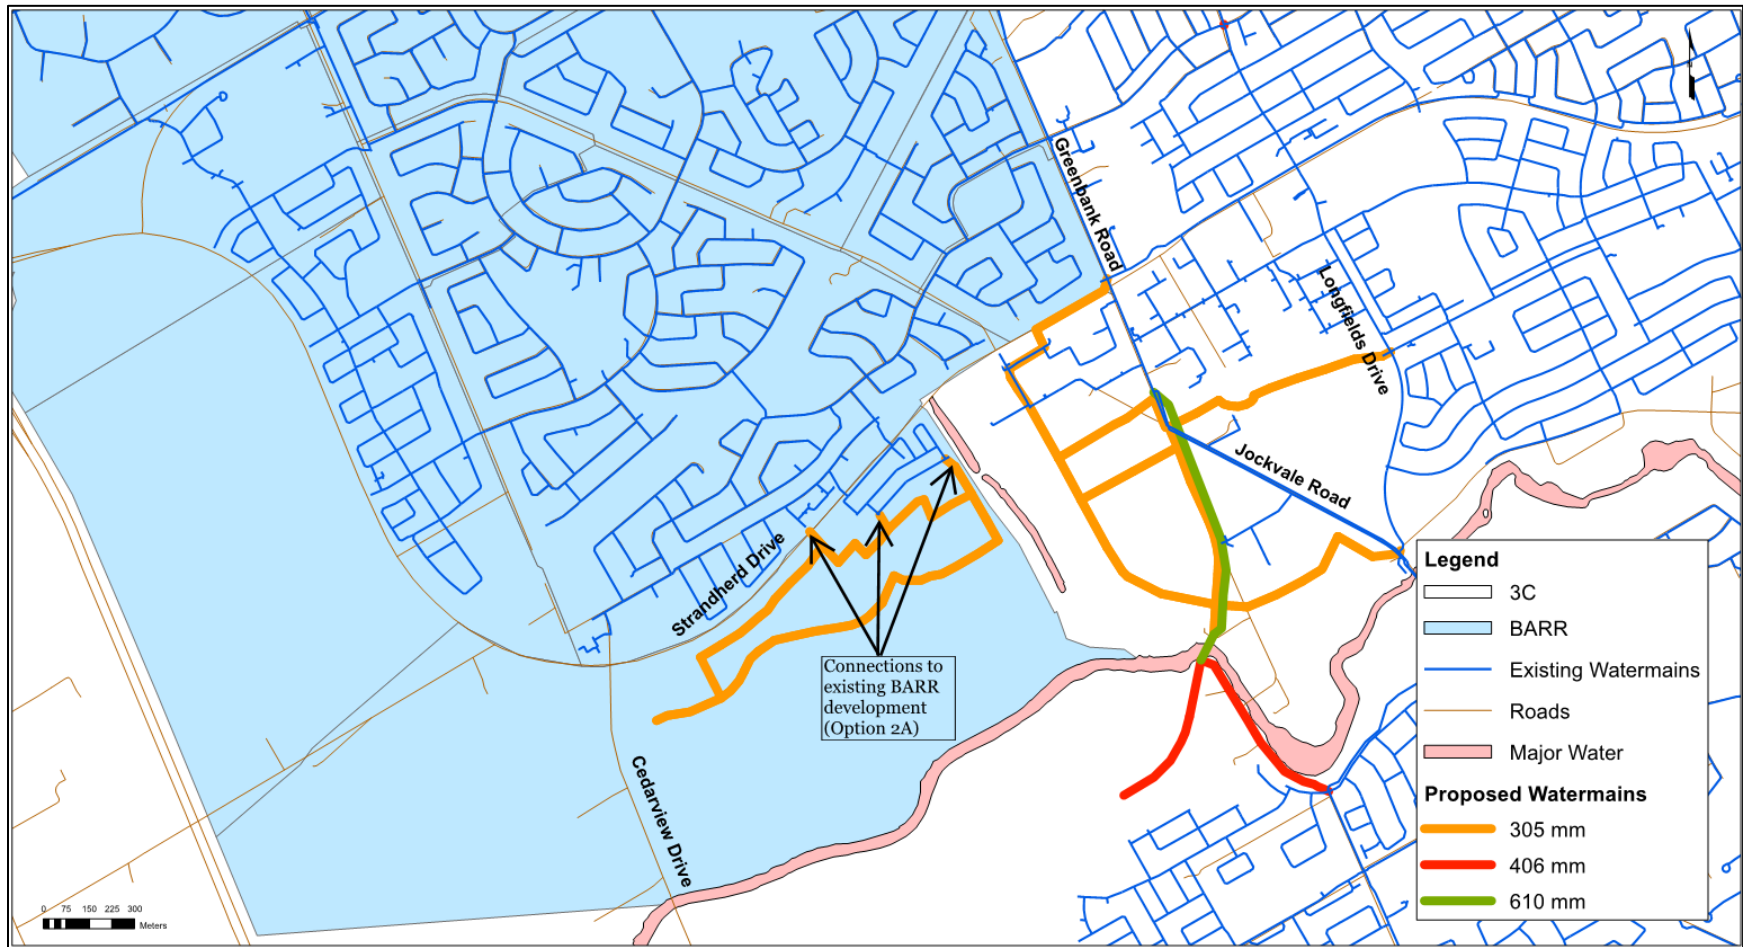 Greenbank Road
Longfields Drive
Jockvale Road
Strandherd Drive
Connections to
existing BARR
development
(Option 2A)
Cedarview Drive
Legend
3C
BARR
Existing Watermains
Roads
Major Water
Proposed Watermains
305 mm
406 mm
610 mm
0 75 150 225 300
Meters